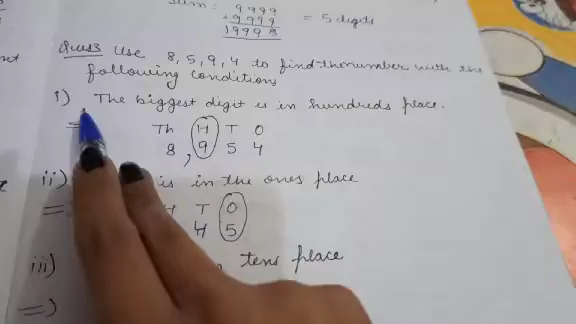 Sum = 9999
+9999 = 5 digits
19998
Ques3 Use 8, 5, 9, 4 to find the number with the
following conditions
i) The biggest digit is in hundreds place.
=> Th H T O
8, 9 5 4
ii) is in the ones place
=> H T O
4 5
iii) tens place
=>